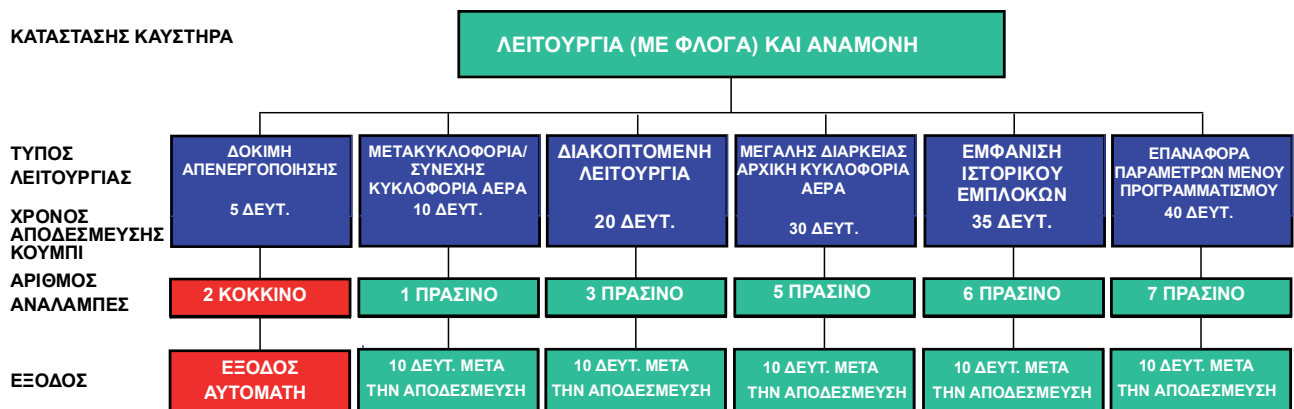 ΚΑΤΑΣΤΑΣΗΣ ΚΑΥΣΤΗΡΑ
ΛΕΙΤΟΥΡΓΙΑ (ΜΕ ΦΛΟΓΑ) ΚΑΙ ΑΝΑΜΟΝΗ
ΤΥΠΟΣ
ΛΕΙΤΟΥΡΓΙΑΣ
ΧΡΟΝΟΣ
ΑΠΟΔΕΣΜΕΥΣΗΣ
ΚΟΥΜΠΙ
ΔΟΚΙΜΗ
ΑΠΕΝΕΡΓΟΠΟΙΗΣΗΣ
5 ΔΕΥΤ.
ΜΕΤΑΚΥΚΛΟΦΟΡΙΑ/
ΣΥΝΕΧΗΣ
ΚΥΚΛΟΦΟΡΙΑ ΑΕΡΑ
10 ΔΕΥΤ.
ΔΙΑΚΟΠΤΟΜΕΝΗ
ΛΕΙΤΟΥΡΓΙΑ
20 ΔΕΥΤ.
ΜΕΓΑΛΗΣ ΔΙΑΡΚΕΙΑΣ
ΑΡΧΙΚΗ ΚΥΚΛΟΦΟΡΙΑ
ΑΕΡΑ
30 ΔΕΥΤ.
ΕΜΦΑΝΙΣΗ
ΙΣΤΟΡΙΚΟΥ
ΕΜΠΛΟΚΩΝ
35 ΔΕΥΤ.
ΕΠΑΝΑΦΟΡΑ
ΠΑΡΑΜΕΤΡΩΝ ΜΕΝΟΥ
ΠΡΟΓΡΑΜΜΑΤΙΣΜΟΥ
40 ΔΕΥΤ.
ΑΡΙΘΜΟΣ
ΑΝΑΛΑΜΠΕΣ
2 ΚΟΚΚΙΝΟ
1 ΠΡΑΣΙΝΟ
3 ΠΡΑΣΙΝΟ
5 ΠΡΑΣΙΝΟ
6 ΠΡΑΣΙΝΟ
7 ΠΡΑΣΙΝΟ
ΕΞΟΔΟΣ
ΕΞΟΔΟΣ
ΑΥΤΟΜΑΤΗ
10 ΔΕΥΤ. ΜΕΤΑ
ΤΗΝ ΑΠΟΔΕΣΜΕΥΣΗ
10 ΔΕΥΤ. ΜΕΤΑ
ΤΗΝ ΑΠΟΔΕΣΜΕΥΣΗ
10 ΔΕΥΤ. ΜΕΤΑ
ΤΗΝ ΑΠΟΔΕΣΜΕΥΣΗ
10 ΔΕΥΤ. ΜΕΤΑ
ΤΗΝ ΑΠΟΔΕΣΜΕΥΣΗ
10 ΔΕΥΤ. ΜΕΤΑ
ΤΗΝ ΑΠΟΔΕΣΜΕΥΣΗ